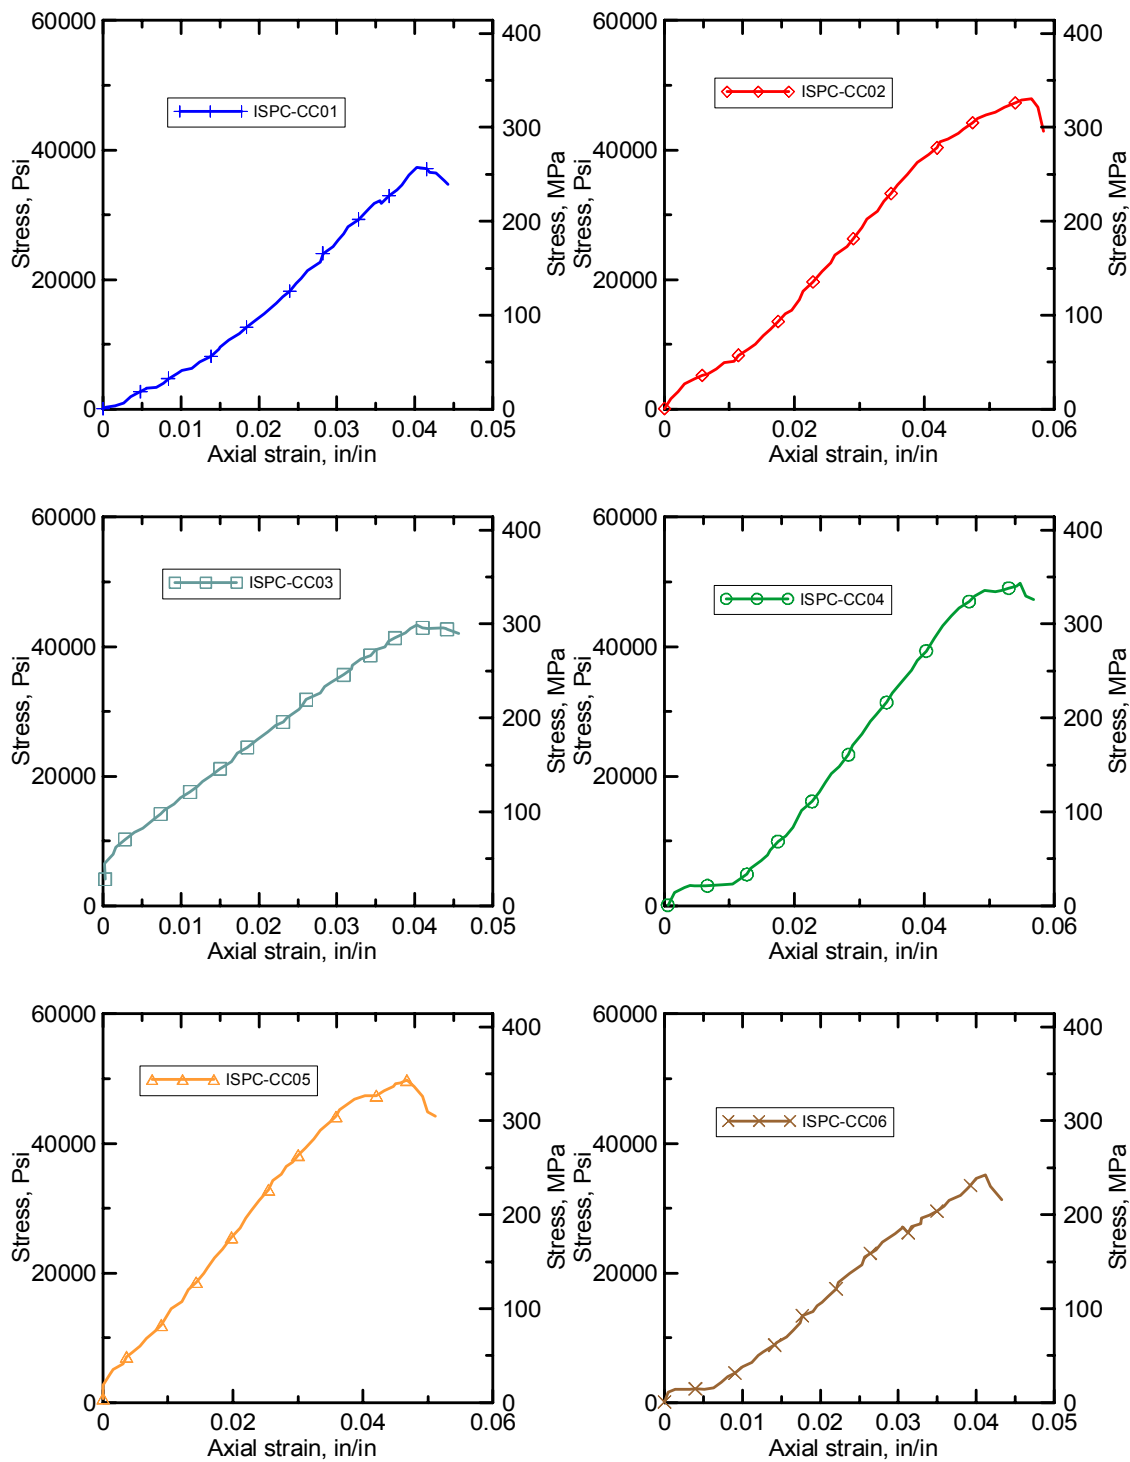 60000
40000
20000
0
Stress, Psi
ISPC-CC01
400
300
200
100
0
Stress, MPa
0 0.01 0.02 0.03 0.04 0.05
Axial strain, in/in
60000
40000
20000
0
Stress, Psi
ISPC-CC02
400
300
200
100
0
Stress, MPa
0 0.02 0.04 0.06
Axial strain, in/in
60000
40000
20000
0
Stress, Psi
ISPC-CC03
400
300
200
100
0
Stress, MPa
0 0.01 0.02 0.03 0.04 0.05
Axial strain, in/in
60000
40000
20000
0
Stress, Psi
ISPC-CC04
400
300
200
100
0
Stress, MPa
0 0.02 0.04 0.06
Axial strain, in/in
60000
40000
20000
0
Stress, Psi
ISPC-CC05
400
300
200
100
0
Stress, MPa
0 0.02 0.04 0.06
Axial strain, in/in
60000
40000
20000
0
Stress, Psi
ISPC-CC06
400
300
200
100
0
Stress, MPa
0 0.01 0.02 0.03 0.04 0.05
Axial strain, in/in